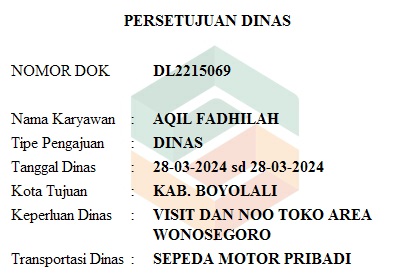 PERSETUJUAN DINAS
NOMOR DOK DL2215069
Nama Karyawan : AQIL FADHILAH
Tipe Pengajuan : DINAS
Tanggal Dinas : 28-03-2024 sd 28-03-2024
Kota Tujuan : KAB. BOYOLALI
Keperluan Dinas : VISIT DAN NOO TOKO AREA
WONOSEGORO
Transportasi Dinas : SEPEDA MOTOR PRIBADI